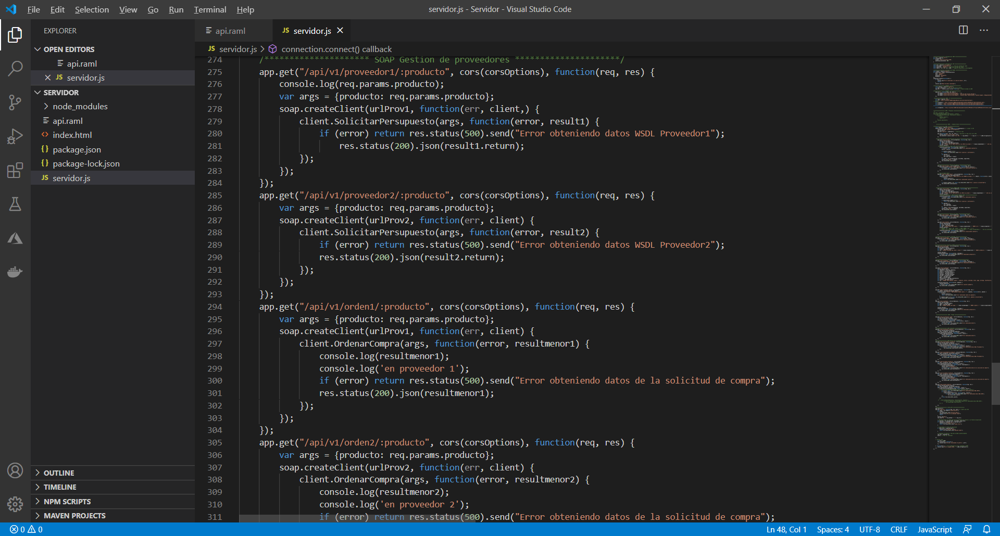 File Edit Selection View Go Run Terminal Help
servidor.js - Servidor - Visual Studio Code
EXPLORER
OPEN EDITORS
api.raml
JS servidor.js
SERVIDOR
node_modules
api.raml
<> index.html
{} package.json
{} package-lock.json
JS servidor.js
OUTLINE
TIMELINE
NPM SCRIPTS
MAVEN PROJECTS
api.raml
JS servidor.js
JS servidor.js > connection.connect() callback
274 /********************* SOAP Gestion de proveedores *********************/
275 app.get("/api/v1/proveedor1/:producto", cors(corsOptions), function(req, res) {
276 console.log(req.params.producto);
277 var args = {producto: req.params.producto};
278 soap.createClient(urlProv1, function(err, client,) {
279 client.SolicitarPersupuesto(args, function(error, result1) {
280 if (error) return res.status(500).send("Error obteniendo datos WSDL Proveedor1");
281 res.status(200).json(result1.return);
282 });
283 });
284 });
285 app.get("/api/v1/proveedor2/:producto", cors(corsOptions), function(req, res) {
286 var args = {producto: req.params.producto};
287 soap.createClient(urlProv2, function(err, client) {
288 client.SolicitarPersupuesto(args, function(error, result2) {
289 if (error) return res.status(500).send("Error obteniendo datos WSDL Proveedor2");
290 res.status(200).json(result2.return);
291 });
292 });
293 });
294 app.get("/api/v1/orden1/:producto", cors(corsOptions), function(req, res) {
295 var args = {producto: req.params.producto};
296 soap.createClient(urlProv1, function(err, client) {
297 client.OrdenarCompra(args, function(error, resultmenor1) {
298 console.log(resultmenor1);
299 console.log('en proveedor 1');
300 if (error) return res.status(500).send("Error obteniendo datos de la solicitud de compra");
301 res.status(200).json(resultmenor1);
302 });
303 });
304 });
305 app.get("/api/v1/orden2/:producto", cors(corsOptions), function(req, res) {
306 var args = {producto: req.params.producto};
307 soap.createClient(urlProv2, function(err, client) {
308 client.OrdenarCompra(args, function(error, resultmenor2) {
309 console.log(resultmenor2);
310 console.log('en proveedor 2');
311 if (error) return res.status(500).send("Error obteniendo datos de la solicitud de compra");
0 0
Ln 48, Col 1 Spaces: 4 UTF-8 CRLF JavaScript